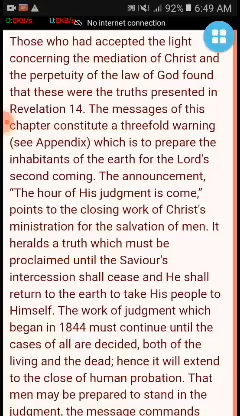 0:0KB/s U:0KB/s No internet connection 92% 6:49 AM
Those who had accepted the light
concerning the mediation of Christ and
the perpetuity of the law of God found
that these were the truths presented in
Revelation 14. The messages of this
chapter constitute a threefold warning
(see Appendix) which is to prepare the
inhabitants of the earth for the Lord's
second coming. The announcement,
“The hour of His judgment is come,”
points to the closing work of Christ's
ministration for the salvation of men. It
heralds a truth which must be
proclaimed until the Saviour's
intercession shall cease and He shall
return to the earth to take His people to
Himself. The work of judgment which
began in 1844 must continue until the
cases of all are decided, both of the
living and the dead; hence it will extend
to the close of human probation. That
men may be prepared to stand in the
judgment, the message commands